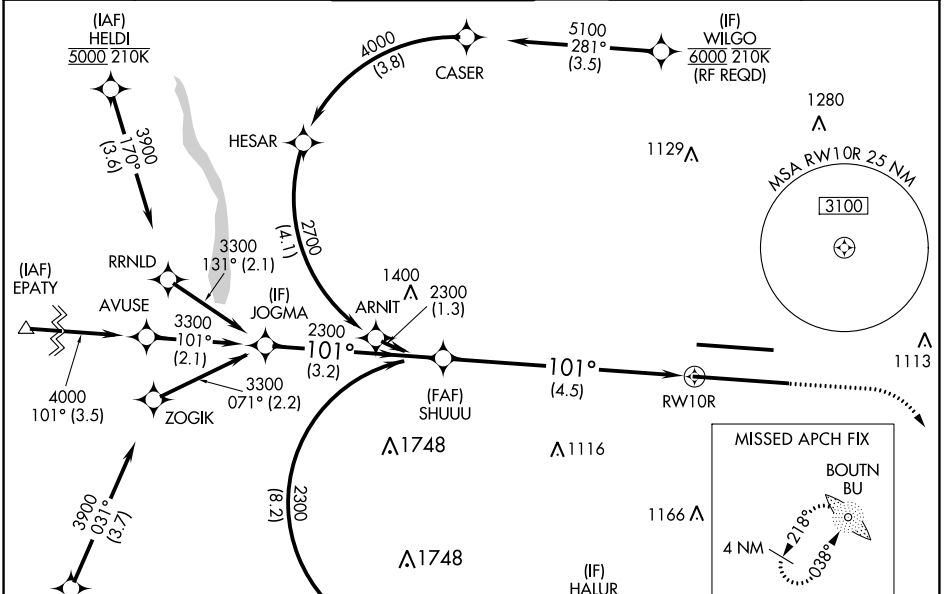 (IAF)
HELDI
5000 210K
3900
170°
(3.6)
4000
(3.8)
CASER
5100
281°
(3.5)
(IF)
WILGO
6000 210K
(RF REQD)
1280
1129
HESAR
MSA RW10R 25 NM
3100
2700
(4.1)
RRNLD
3300
131° (2.1)
(IAF)
EPATY
AVUSE
3300
101°
(2.1)
(IF)
JOGMA
2300
101°
(3.2)
1400
ARNIT
2300
(1.3)
1113
4000
101° (3.5)
3300
071° (2.2)
ZOGIK
(FAF)
SHUUU
101°
(4.5)
RW10R
1748
1116
MISSED APCH FIX
BOUTN
BU
218°
4 NM
038°
3900
031°
(3.7)
2300
(8.2)
1166
1748
(IF)
HALUR